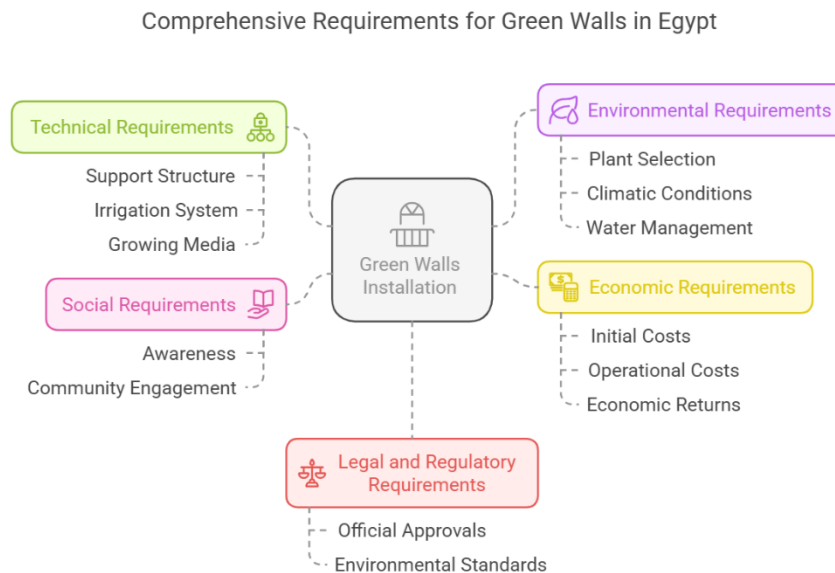 Comprehensive Requirements for Green Walls in Egypt
Technical Requirements
Support Structure
Irrigation System
Growing Media
Social Requirements
Awareness
Community Engagement
Green Walls
Installation
Environmental Requirements
Plant Selection
Climatic Conditions
Water Management
Economic Requirements
Initial Costs
Operational Costs
Economic Returns
Legal and Regulatory
Requirements
Official Approvals
Environmental Standards